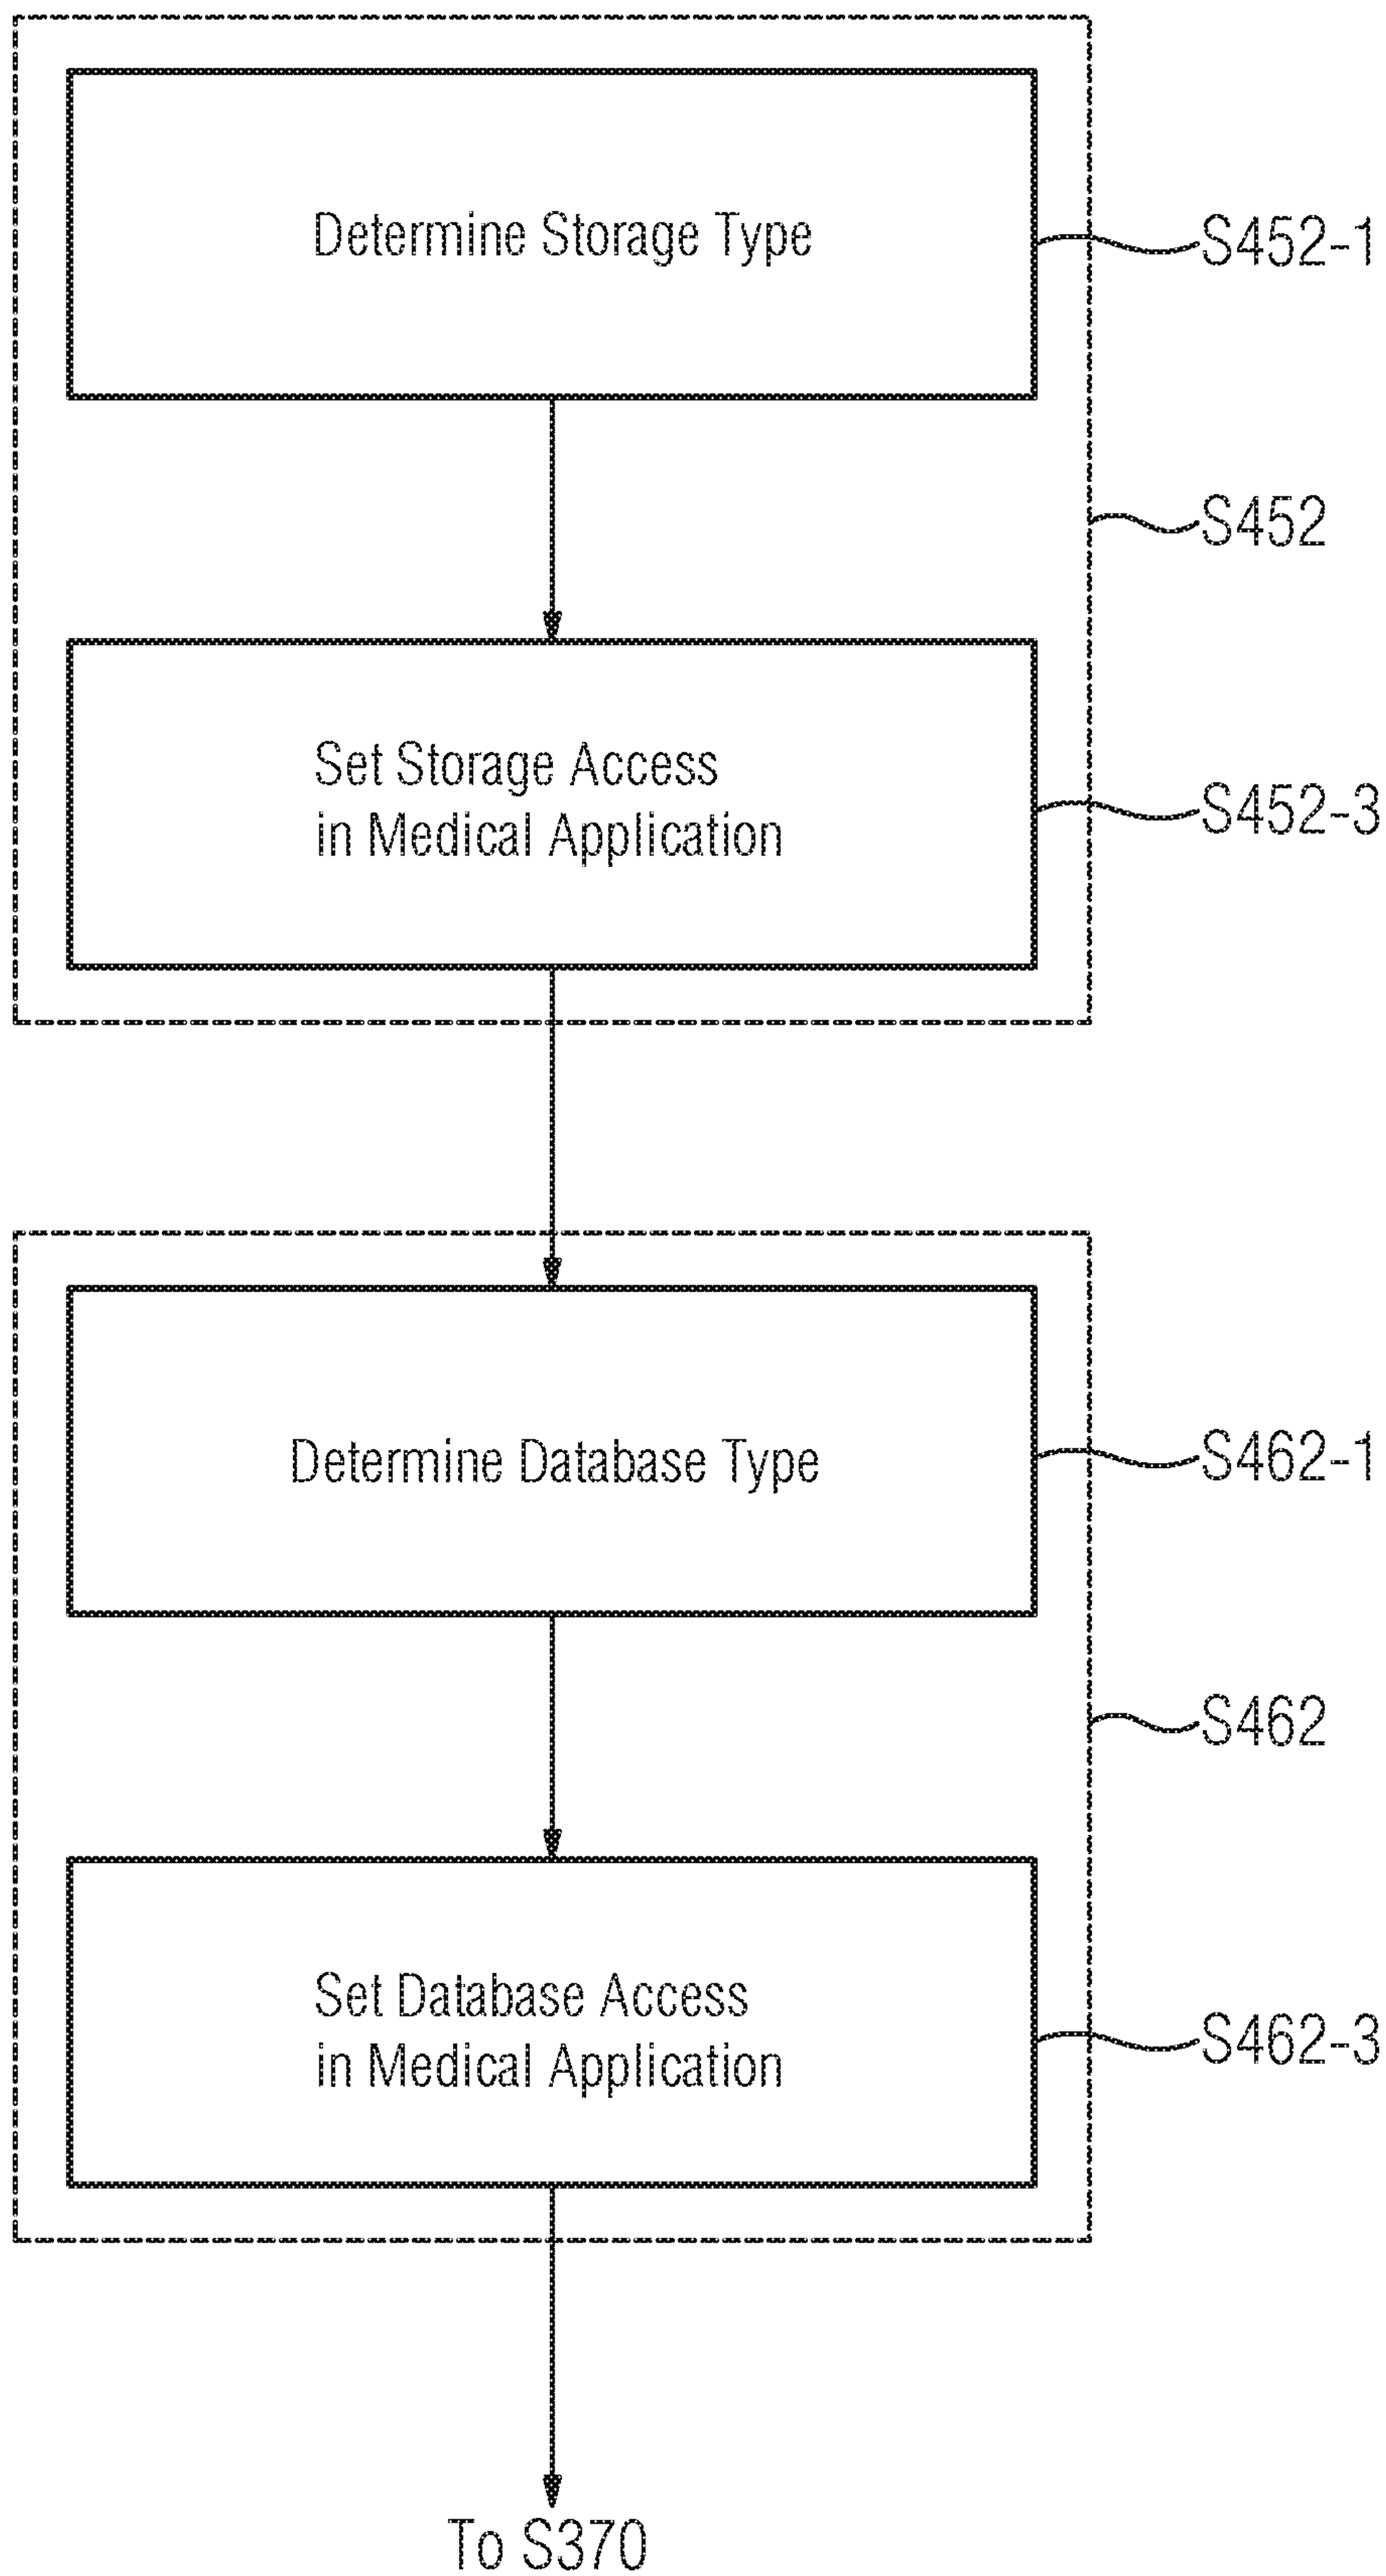 Determine Storage Type
S452-1
S452
Set Storage Access
in Medical Application
S452-3
Determine Database Type
S462-1
S462
Set Database Access
in Medical Application
S462-3
To S370